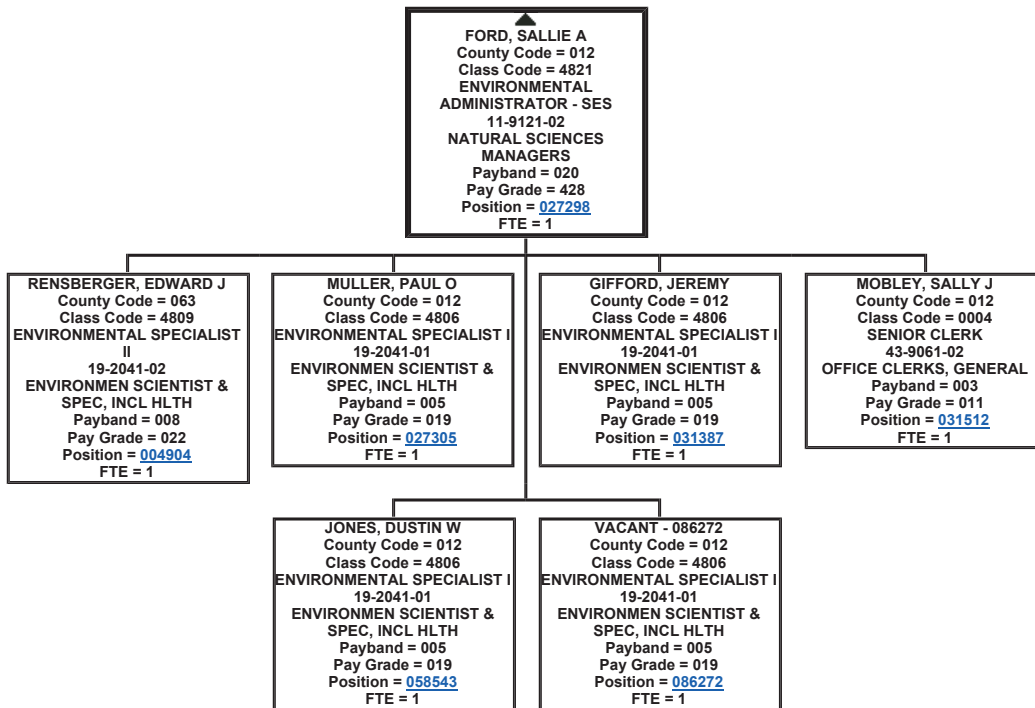 FORD, SALLIE A
County Code = 012
Class Code = 4821
ENVIRONMENTAL
ADMINISTRATOR - SES
11-9121-02
NATURAL SCIENCES
MANAGERS
Payband = 020
Pay Grade = 428
Position = 027298
FTE = 1
RENSBERGER, EDWARD J
County Code = 063
Class Code = 4809
ENVIRONMENTAL SPECIALIST
II
19-2041-02
ENVIRONMEN SCIENTIST &
SPEC, INCL HLTH
Payband = 008
Pay Grade = 022
Position = 004904
FTE = 1
MULLER, PAUL O
County Code = 012
Class Code = 4806
ENVIRONMENTAL SPECIALIST I
19-2041-01
ENVIRONMEN SCIENTIST &
SPEC, INCL HLTH
Payband = 005
Pay Grade = 019
Position = 027305
FTE = 1
GIFFORD, JEREMY
County Code = 012
Class Code = 4806
ENVIRONMENTAL SPECIALIST I
19-2041-01
ENVIRONMEN SCIENTIST &
SPEC, INCL HLTH
Payband = 005
Pay Grade = 019
Position = 031387
FTE = 1
MOBLEY, SALLY J
County Code = 012
Class Code = 0004
SENIOR CLERK
43-9061-02
OFFICE CLERKS, GENERAL
Payband = 003
Pay Grade = 011
Position = 031512
FTE = 1
JONES, DUSTIN W
County Code = 012
Class Code = 4806
ENVIRONMENTAL SPECIALIST I
19-2041-01
ENVIRONMEN SCIENTIST &
SPEC, INCL HLTH
Payband = 005
Pay Grade = 019
Position = 058543
FTE = 1
VACANT - 086272
County Code = 012
Class Code = 4806
ENVIRONMENTAL SPECIALIST I
19-2041-01
ENVIRONMEN SCIENTIST &
SPEC, INCL HLTH
Payband = 005
Pay Grade = 019
Position = 086272
FTE = 1